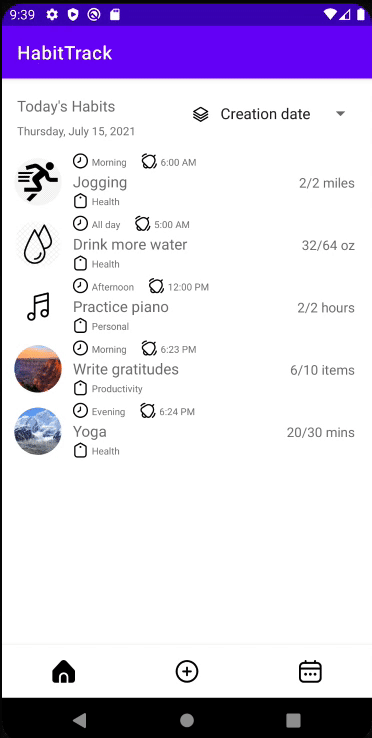 9:39
HabitTrack
Today's Habits
Creation date
Thursday, July 15, 2021
Morning 6:00 AM
Jogging 2/2 miles
Health
All day 5:00 AM
Drink more water 32/64 oz
Health
Afternoon 12:00 PM
Practice piano 2/2 hours
Personal
Morning 6:23 PM
Write gratitudes 6/10 items
Productivity
Evening 6:24 PM
Yoga 20/30 mins
Health